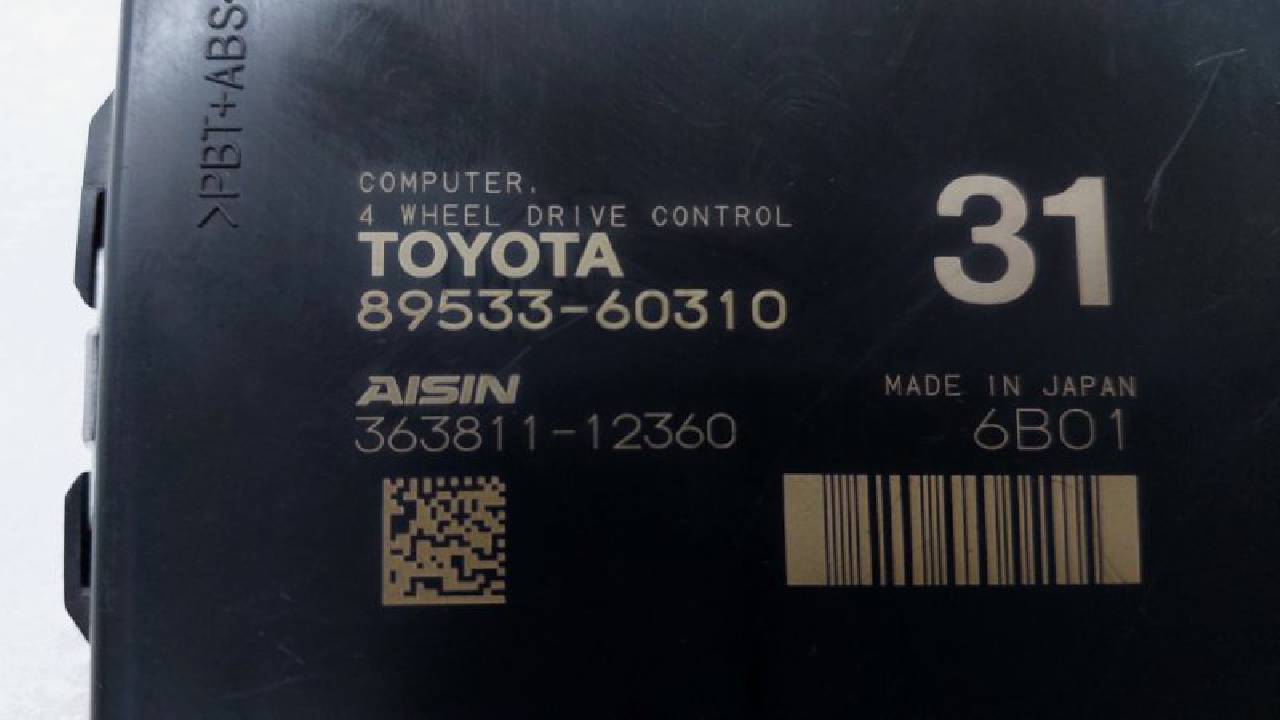 >PBT+ABS<
COMPUTER,
4 WHEEL DRIVE CONTROL
TOYOTA
89533-60310
31
AISIN
363811-12360
MADE IN JAPAN
6B01